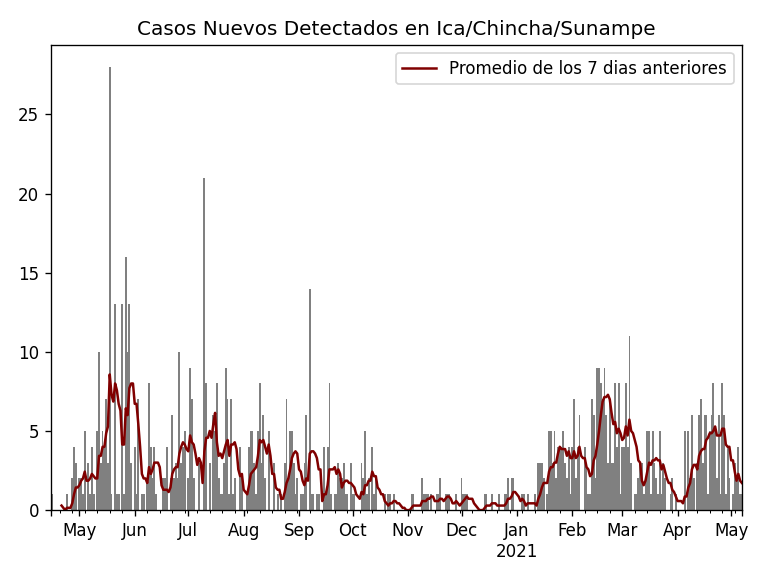 Casos Nuevos Detectados en Ica/Chincha/Sunampe
Promedio de los 7 dias anteriores
25
20
15
10
5
0
May Jun Jul Aug Sep Oct Nov Dec Jan Feb Mar Apr May
2021